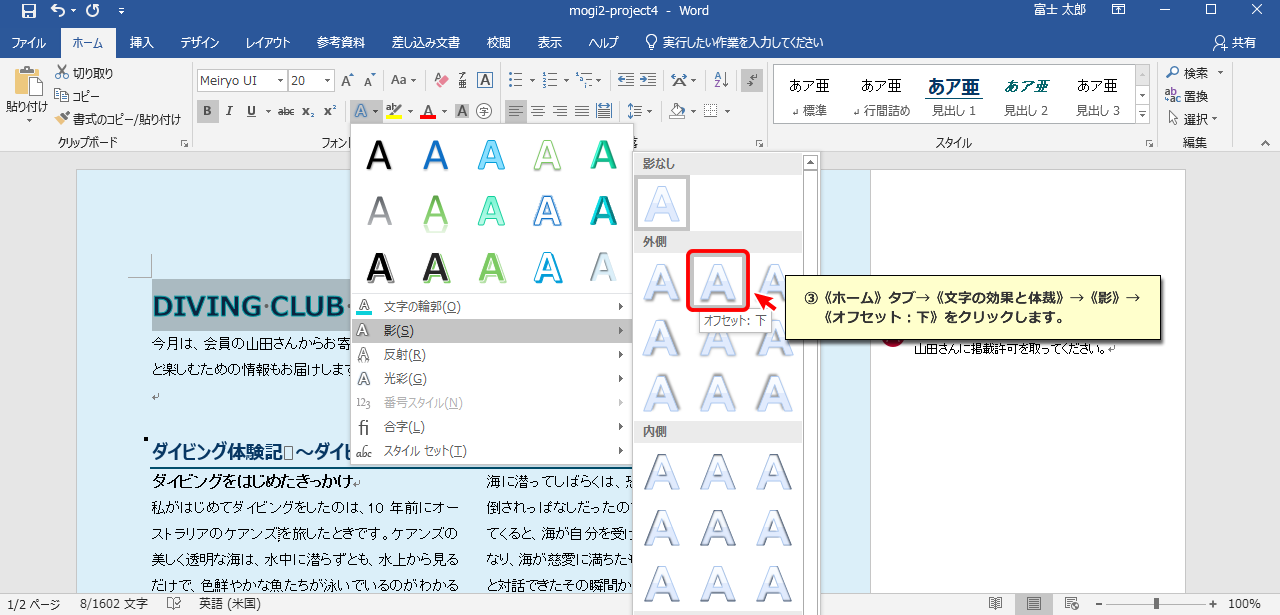 mogi2-project4 - Word
富士 太郎
ファイル ホーム 挿入 デザイン レイアウト 参考資料 差し込み文書 校閲 表示 ヘルプ 実行したい作業を入力してください 共有
貼り付け
切り取り
コピー
書式のコピー/貼り付け
クリップボード
Meiryo UI 20
B I U abc x₂ x²
フォント
あア亜 あア亜 あア亜 あア亜 あア亜
標準 行間詰め 見出し 1 見出し 2 見出し 3
スタイル
検索
置換
選択
編集
文字の輪郭(O)
影(S)
反射(R)
光彩(G)
番号スタイル(N)
合字(L)
スタイル セット(T)
影なし
外側
オフセット: 下
内側
③《ホーム》タブ→《文字の効果と体裁》→《影》→
《オフセット：下》をクリックします。
山田さんに掲載許可を取ってください。
DIVING・CLUB・
今月は、会員の山田さんからお寄
と楽しむための情報もお届けします
ダイビング体験記 ～ダイビ
ダイビングをはじめたきっかけ
私がはじめてダイビングをしたのは、10 年前にオー
ストラリアのケアンズを旅したときです。ケアンズの
美しく透明な海は、水中に潜らずとも、水上から見る
だけで、色鮮やかな魚たちが泳いでいるのがわかる
海に潜ってしばらくは、
倒されっぱなしだったの
てくると、海が自分を受け
なり、海が慈愛に満ちた
と対話できたその瞬間か
1/2 ページ 8/1602 文字 英語 (米国) 100%